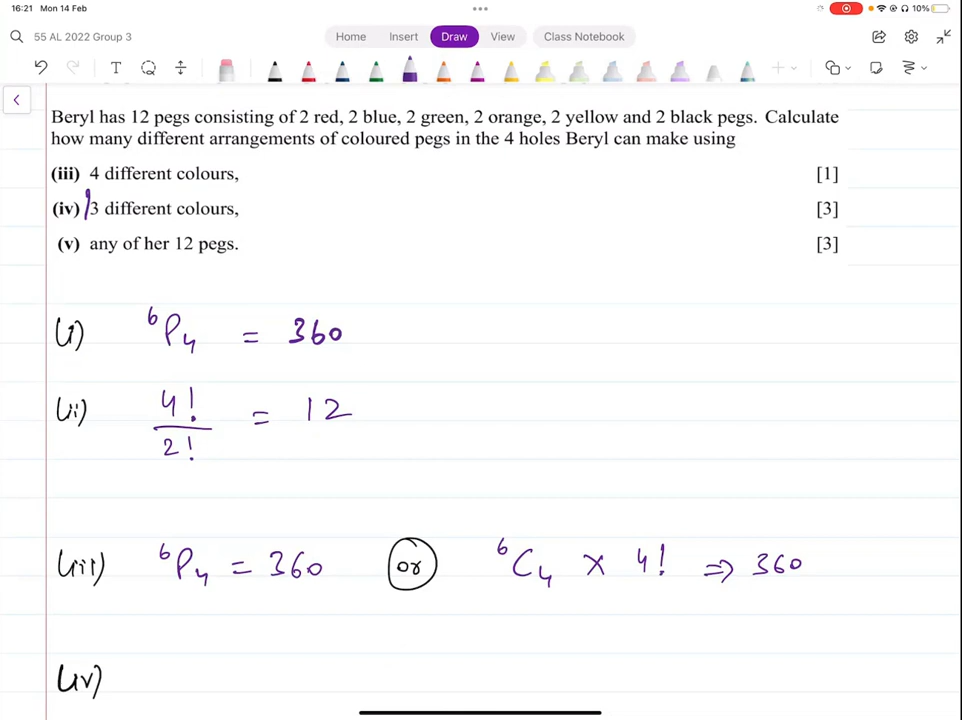 16:21 Mon 14 Feb 10%
55 AL 2022 Group 3 Home Insert Draw View Class Notebook
Beryl has 12 pegs consisting of 2 red, 2 blue, 2 green, 2 orange, 2 yellow and 2 black pegs. Calculate
how many different arrangements of coloured pegs in the 4 holes Beryl can make using
(iii) 4 different colours, [1]
(iv) 3 different colours, [3]
(v) any of her 12 pegs. [3]
(i) ⁶P₄ = 360
(ii) 4!/2! = 12
(iii) ⁶P₄ = 360 or ⁶C₄ × 4! ⇒ 360
(iv)